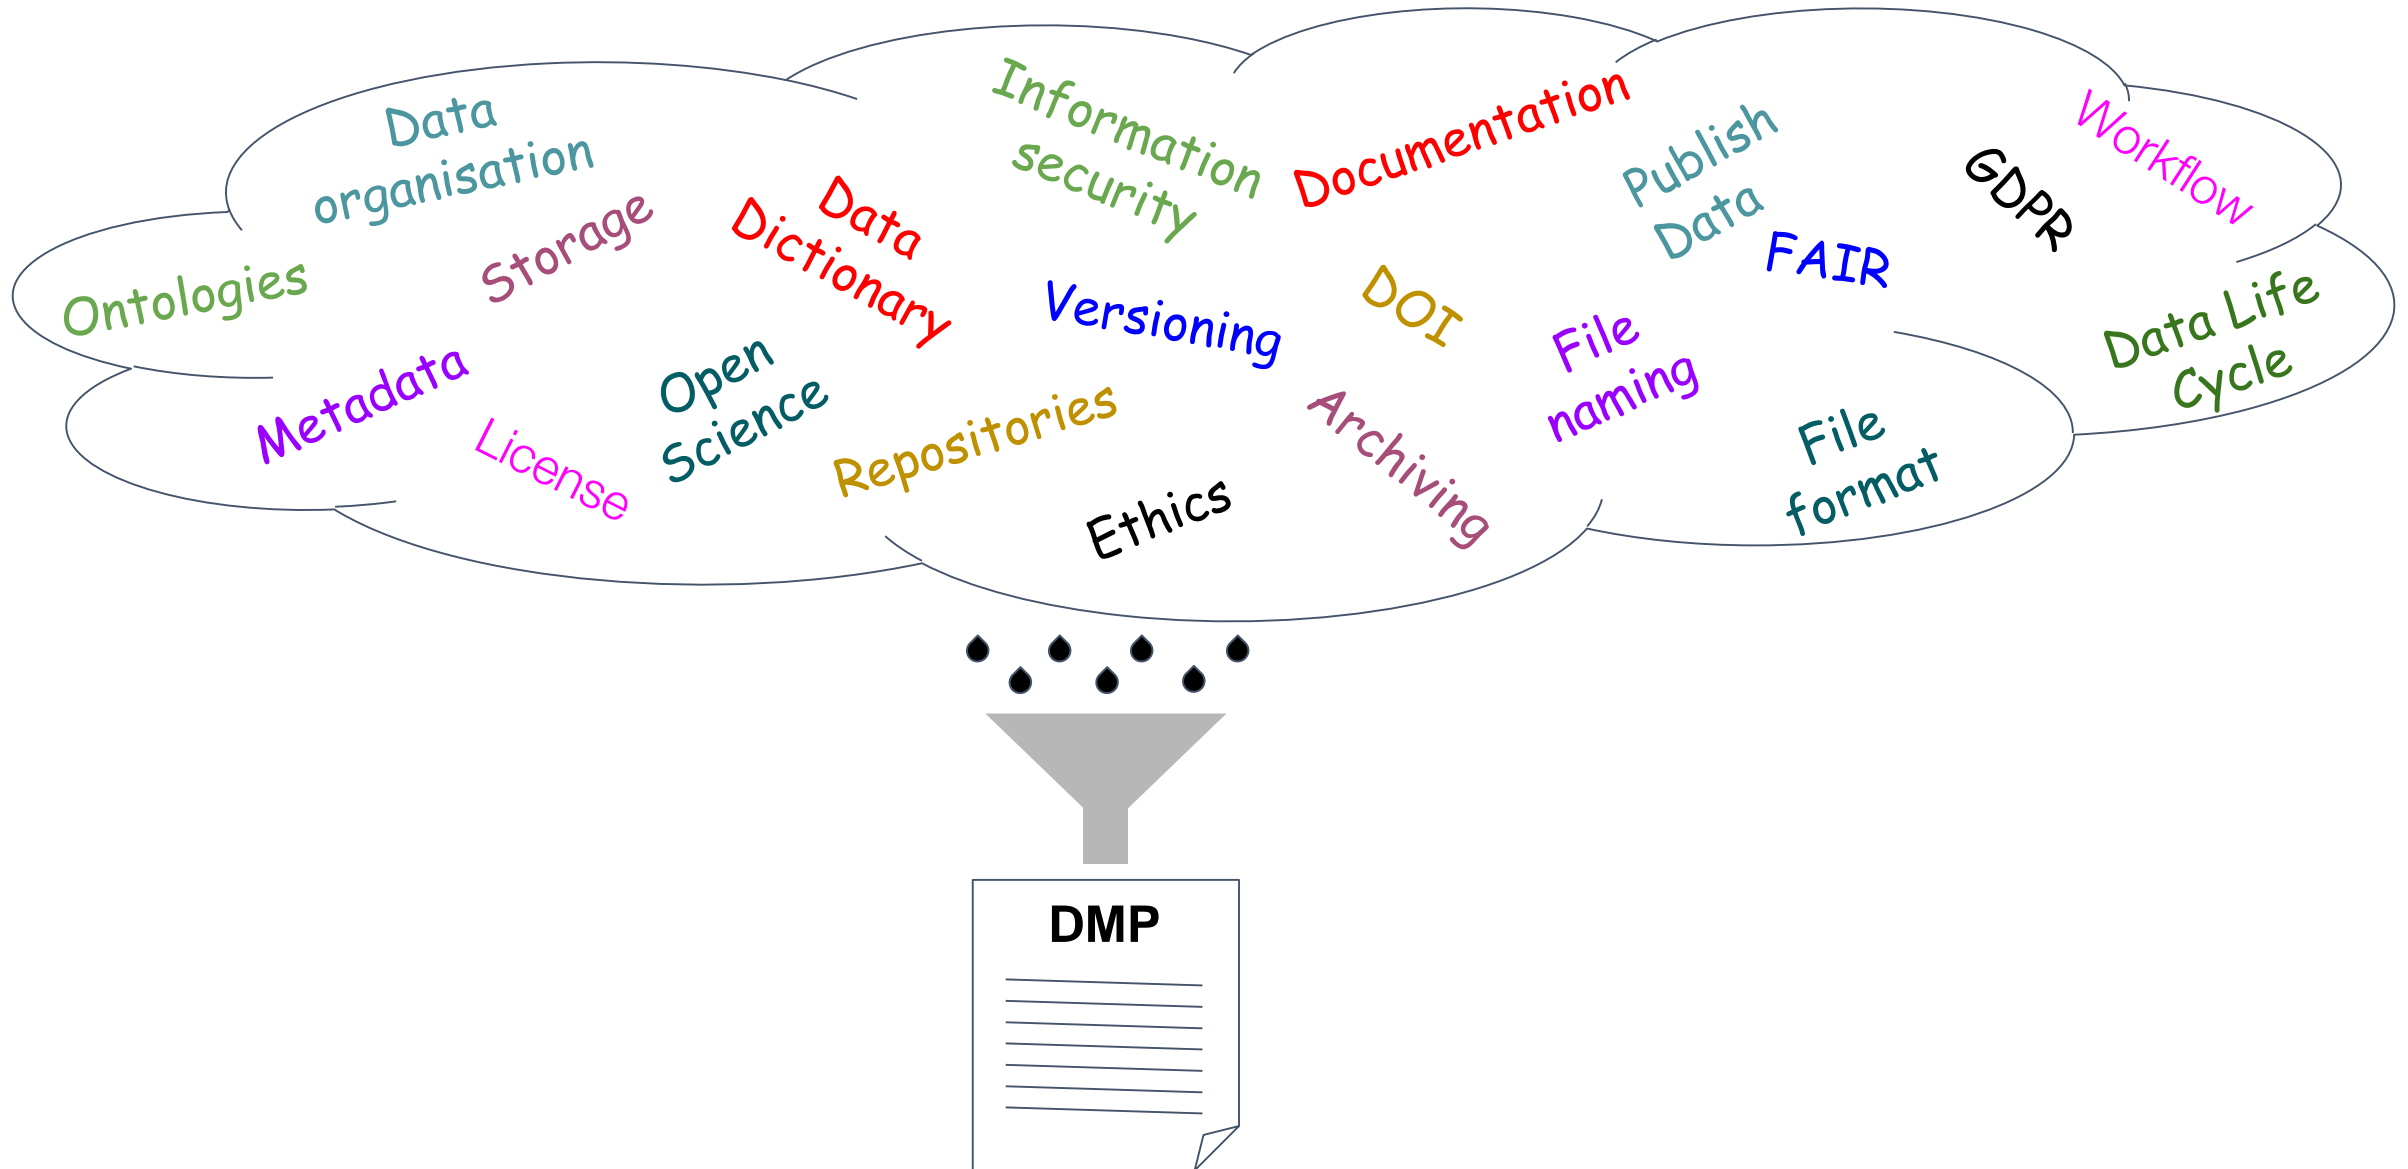 Data
organisation
Storage
Ontologies
Metadata
License
Data
Dictionary
Open
Science
Information
security
Versioning
Repositories
Ethics
Documentation
DOI
Archiving
Publish
Data
FAIR
File
naming
File
format
GDPR
Workflow
Data Life
Cycle
DMP